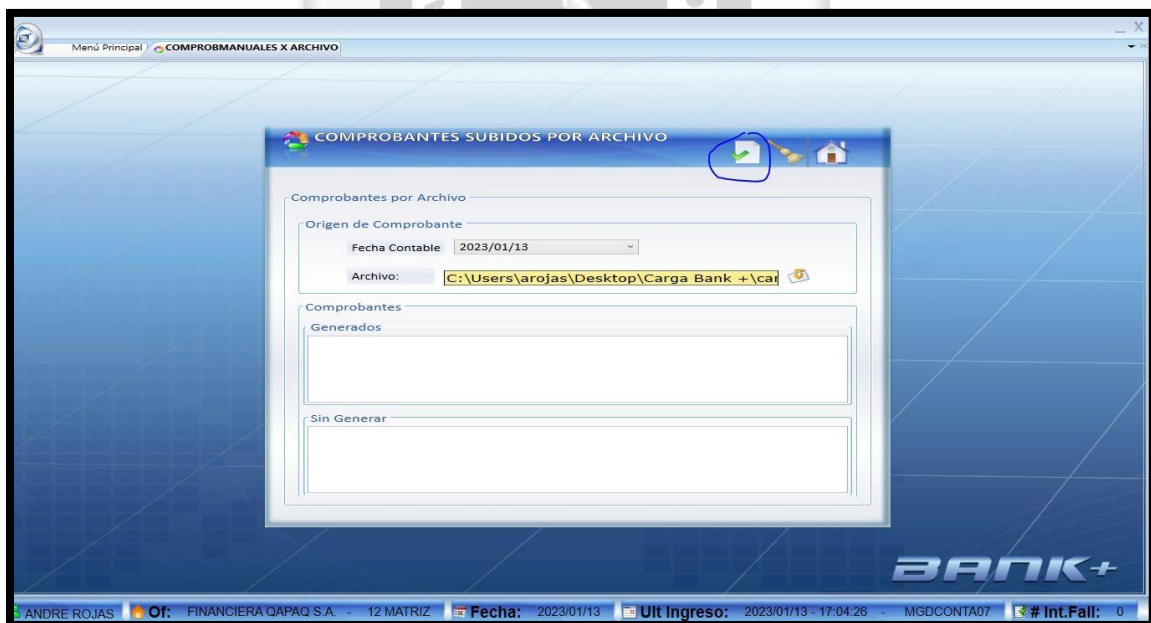 Menú Principal
COMPROBMANUALES X ARCHIVO
COMPROBANTES SUBIDOS POR ARCHIVO
Comprobantes por Archivo
Origen de Comprobante
Fecha Contable 2023/01/13
Archivo: C:\Users\arojas\Desktop\Carga Bank +\car
Comprobantes
Generados
Sin Generar
BANK+
ANDRE ROJAS Of: FINANCIERA QAPAQ S.A. - 12 MATRIZ Fecha: 2023/01/13 Ult Ingreso: 2023/01/13 - 17:04:26 - MGDCONTA07 # Int.Fall: 0